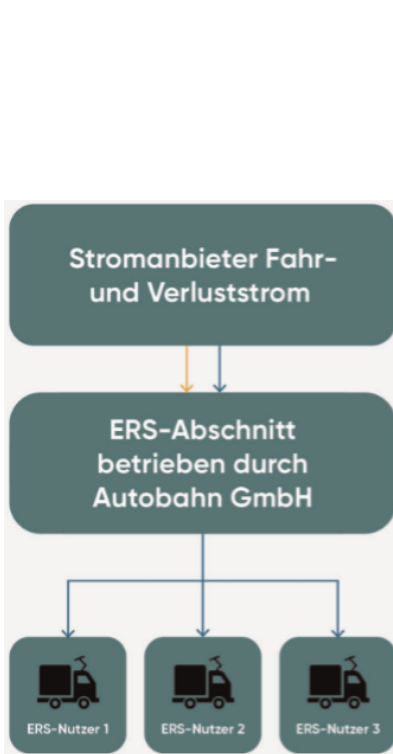 Stromanbieter Fahr-
und Verluststrom
ERS-Abschnitt
betrieben durch
Autobahn GmbH
ERS-Nutzer 1
ERS-Nutzer 2
ERS-Nutzer 3